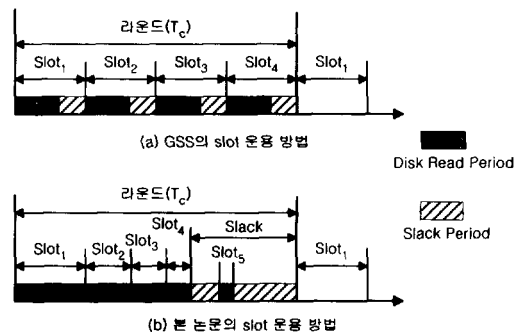 라운드(Tc)
Slot1 Slot2 Slot3 Slot4 Slot1
(a) GSS의 slot 운용 방법
Disk Read Period
라운드(Tc)
Slot4 Slack
Slot3
Slot1 Slot2 Slot5 Slot1
Slack Period
(b) 본 논문의 slot 운용 방법